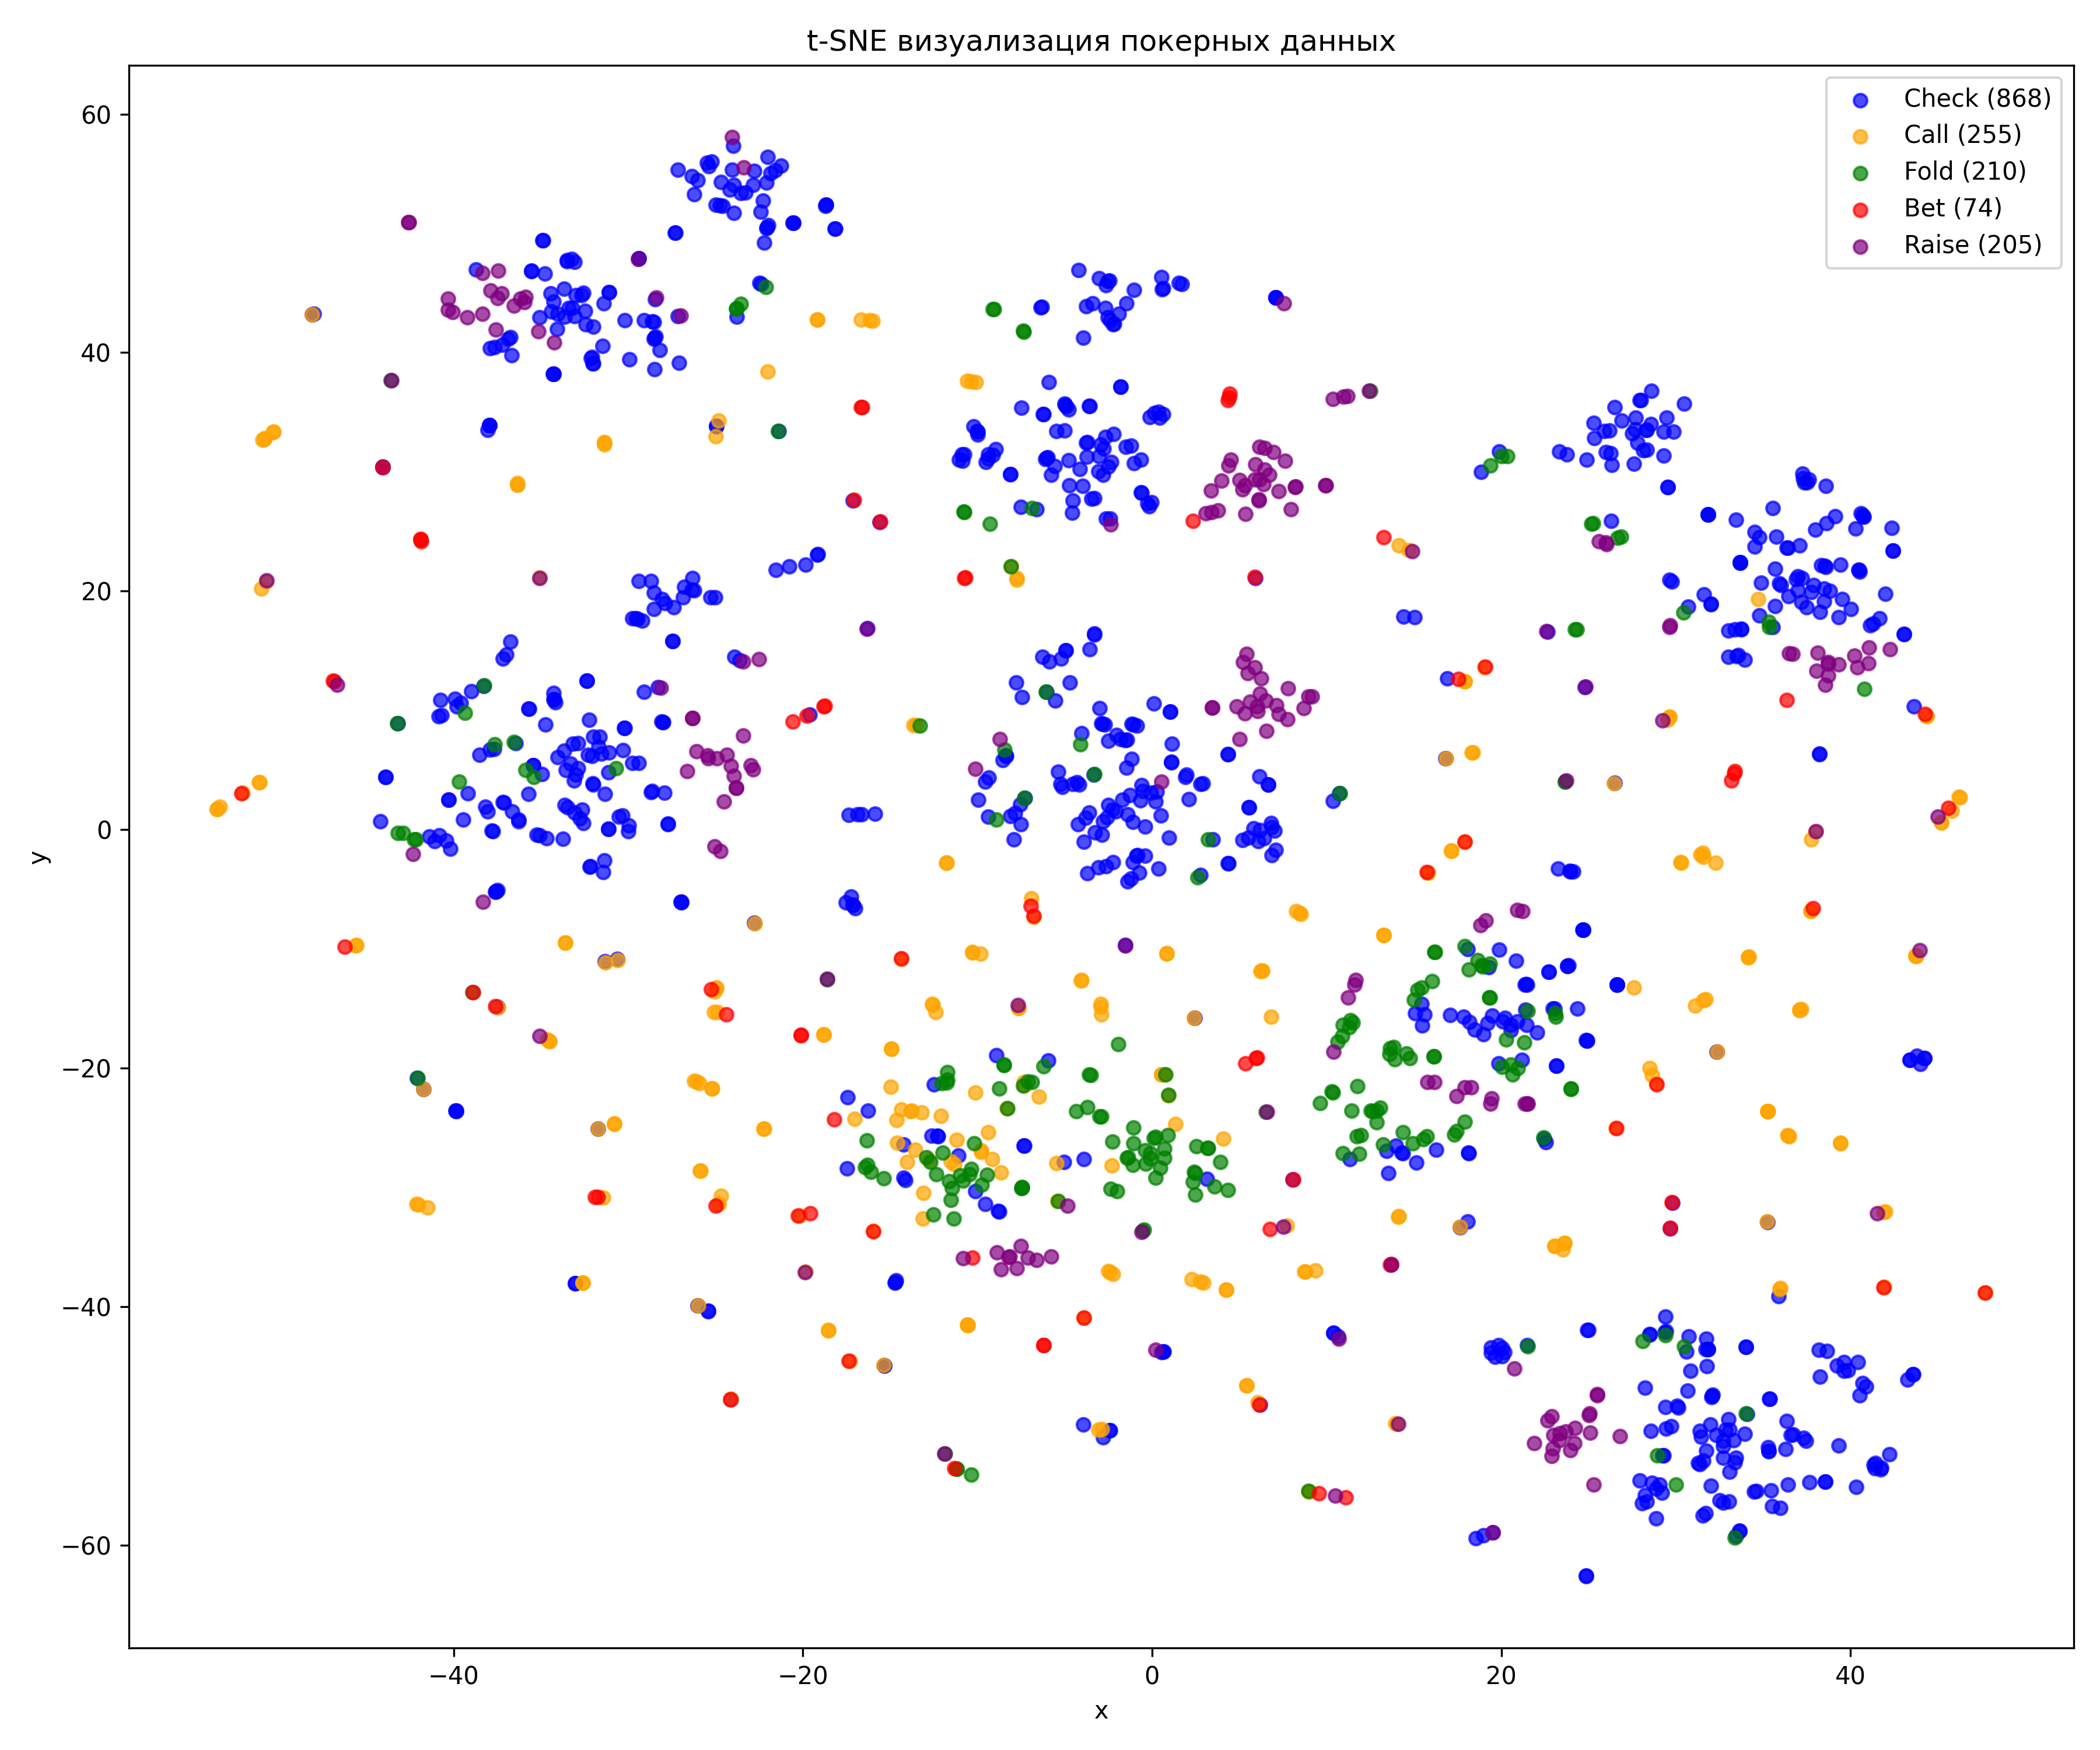 t-SNE визуализация покерных данных
Check (868)
Call (255)
Fold (210)
Bet (74)
Raise (205)
60
40
20
0
−20
−40
−60
y
−40
−20
0
20
40
x